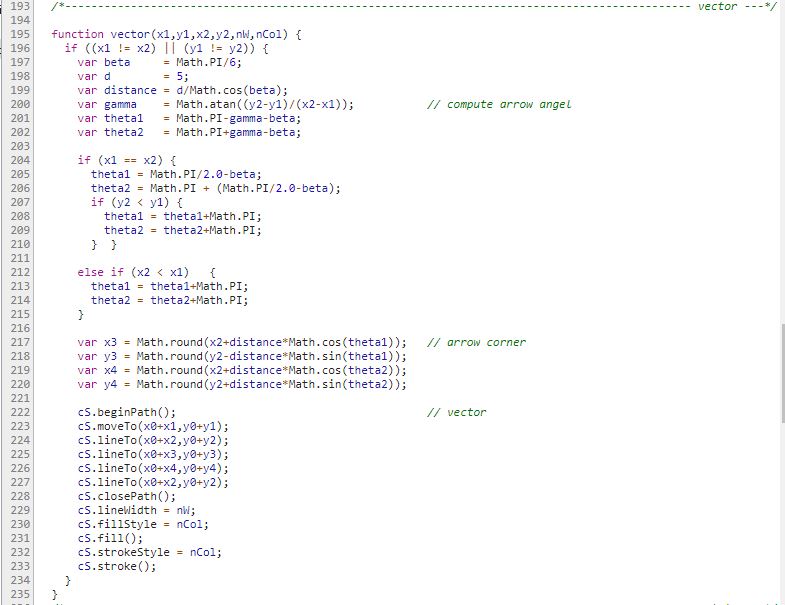 193 /*----------------------------------------------------------------------------------------------- vector ---*/
194
195 function vector(x1,y1,x2,y2,nW,nCol) {
196 if ((x1 != x2) || (y1 != y2)) {
197 var beta = Math.PI/6;
198 var d = 5;
199 var distance = d/Math.cos(beta);
200 var gamma = Math.atan((y2-y1)/(x2-x1)); // compute arrow angel
201 var theta1 = Math.PI-gamma-beta;
202 var theta2 = Math.PI+gamma-beta;
203
204 if (x1 == x2) {
205 theta1 = Math.PI/2.0-beta;
206 theta2 = Math.PI + (Math.PI/2.0-beta);
207 if (y2 < y1) {
208 theta1 = theta1+Math.PI;
209 theta2 = theta2+Math.PI;
210 } }
211
212 else if (x2 < x1) {
213 theta1 = theta1+Math.PI;
214 theta2 = theta2+Math.PI;
215 }
216
217 var x3 = Math.round(x2+distance*Math.cos(theta1)); // arrow corner
218 var y3 = Math.round(y2-distance*Math.sin(theta1));
219 var x4 = Math.round(x2+distance*Math.cos(theta2));
220 var y4 = Math.round(y2+distance*Math.sin(theta2));
221
222 cS.beginPath(); // vector
223 cS.moveTo(x0+x1,y0+y1);
224 cS.lineTo(x0+x2,y0+y2);
225 cS.lineTo(x0+x3,y0+y3);
226 cS.lineTo(x0+x4,y0+y4);
227 cS.lineTo(x0+x2,y0+y2);
228 cS.closePath();
229 cS.lineWidth = nW;
230 cS.fillStyle = nCol;
231 cS.fill();
232 cS.strokeStyle = nCol;
233 cS.stroke();
234 }
235 }